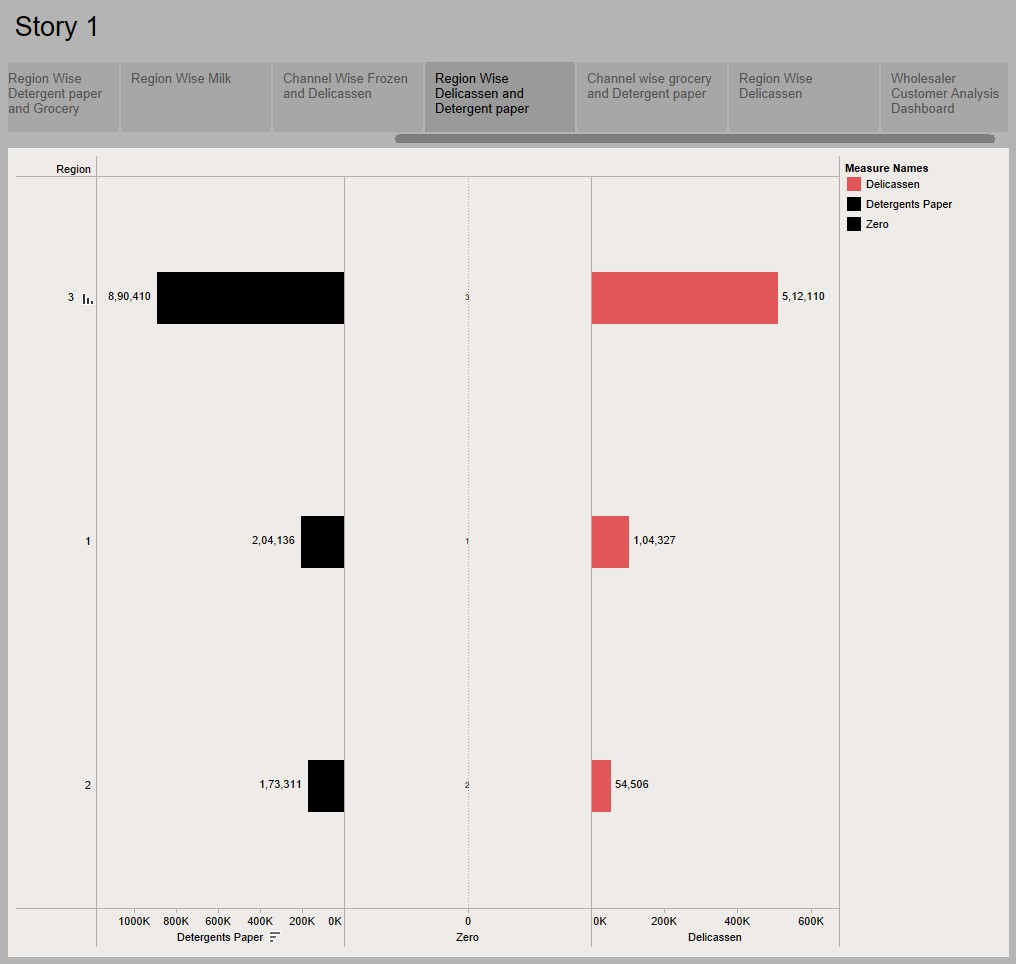 Story 1
Region Wise
Detergent paper
and Grocery
Region Wise Milk
Channel Wise Frozen
and Delicassen
Region Wise
Delicassen and
Detergent paper
Channel wise grocery
and Detergent paper
Region Wise
Delicassen
Wholesaler
Customer Analysis
Dashboard
Region
Measure Names
Delicassen
Detergents Paper
Zero
3
8,90,410
3
5,12,110
1
2,04,136
1
1,04,327
2
1,73,311
2
54,506
1000K 800K 600K 400K 200K 0K
0
0K 200K 400K 600K
Detergents Paper
Zero
Delicassen